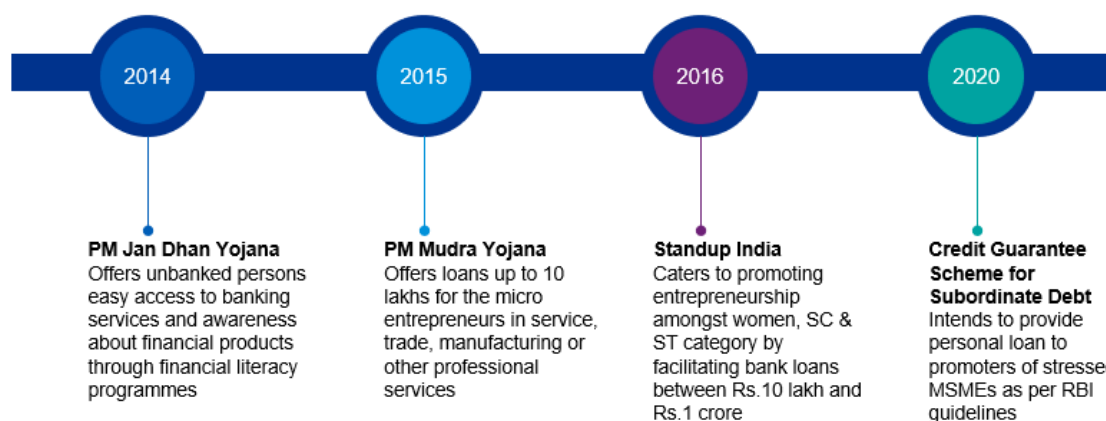 2014
2015
2016
2020
PM Jan Dhan Yojana
Offers unbanked persons
easy access to banking
services and awareness
about financial products
through financial literacy
programmes
PM Mudra Yojana
Offers loans up to 10
lakhs for the micro
entrepreneurs in service,
trade, manufacturing or
other professional
services
Standup India
Caters to promoting
entrepreneurship
amongst women, SC &
ST category by
facilitating bank loans
between Rs.10 lakh and
Rs.1 crore
Credit Guarantee
Scheme for
Subordinate Debt
Intends to provide
personal loan to
promoters of stresse
MSMEs as per RBI
guidelines